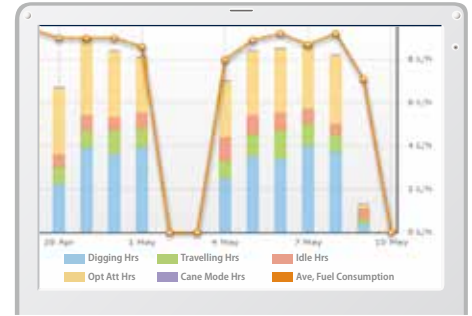 8 L/h
6 L/h
4 L/h
2 L/h
0 L/h
28 Apr 1 May 4 May 7 May 10 May
Digging Hrs Travelling Hrs Idle Hrs
Opt Att Hrs Cane Mode Hrs Ave, Fuel Consumption